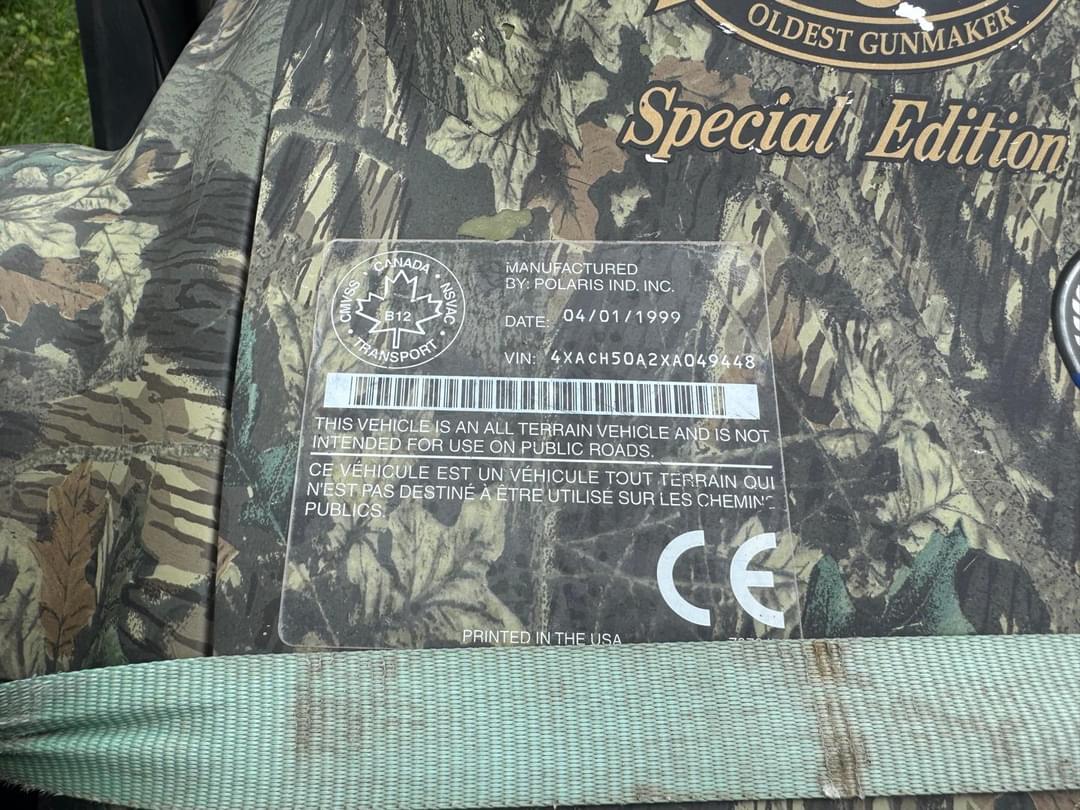 OLDEST GUNMAKER
Special Edition
CANADA
CMVSS
NSVAC
B12
TRANSPORT
MANUFACTURED
BY: POLARIS IND. INC.
DATE: 04/01/1999
VIN: 4XACH50A2XA049448
THIS VEHICLE IS AN ALL TERRAIN VEHICLE AND IS NOT
INTENDED FOR USE ON PUBLIC ROADS.
CE VÉHICULE EST UN VÉHICULE TOUT TERRAIN QUI
N'EST PAS DESTINÉ À ÊTRE UTILISÉ SUR LES CHEMINS
PUBLICS.
CE
PRINTED IN THE USA